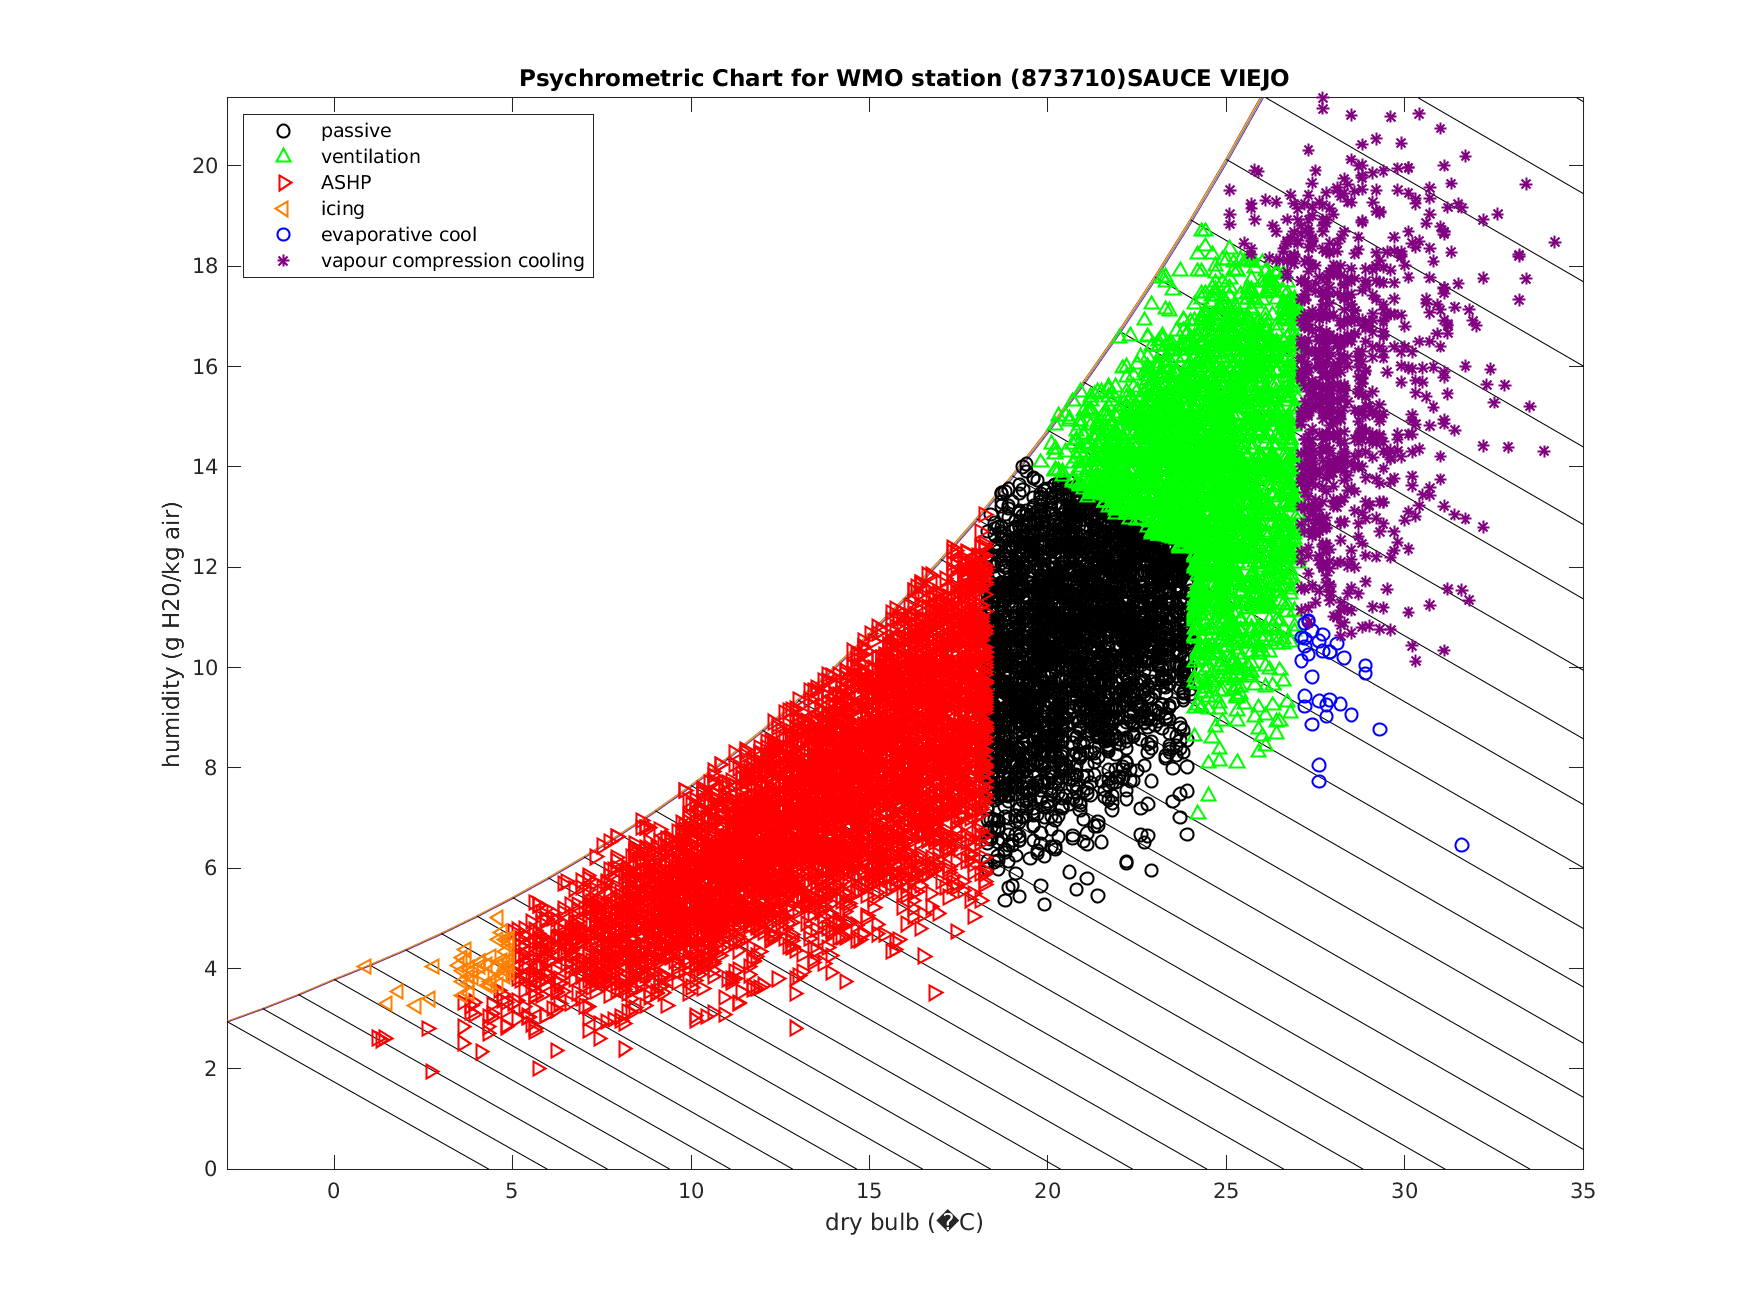 Psychrometric Chart for WMO station (873710)SAUCE VIEJO
passive
ventilation
ASHP
icing
evaporative cool
vapour compression cooling
humidity (g H20/kg air)
20
18
16
14
12
10
8
6
4
2
0
0 5 10 15 20 25 30 35
dry bulb (�C)